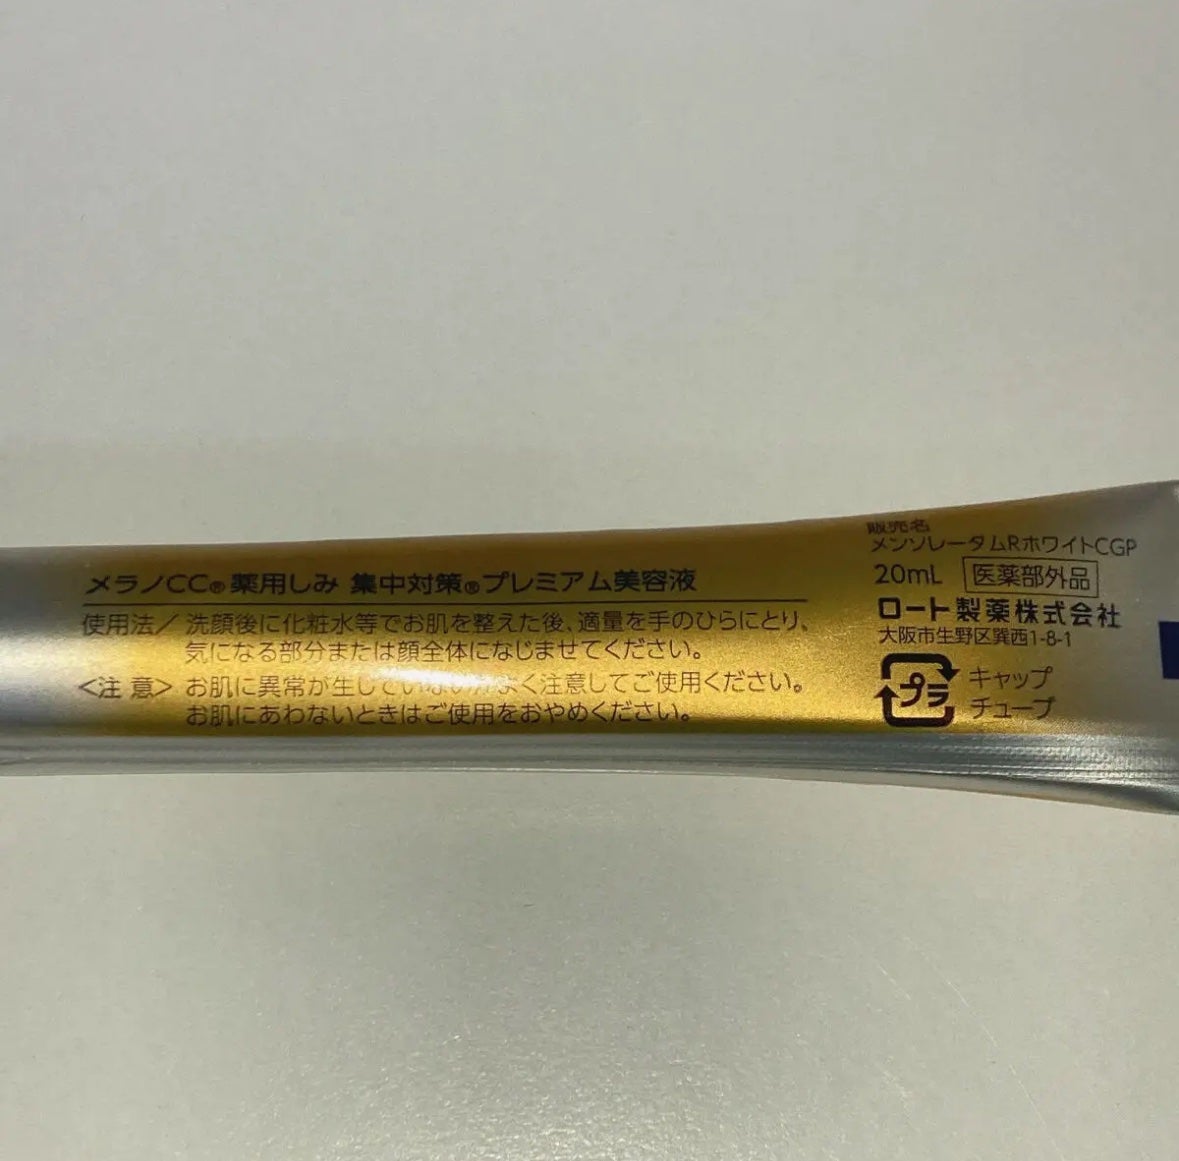 メラノCC® 薬用しみ 集中対策® プレミアム美容液
使用法/ 洗顔後に化粧水等でお肌を整えた後、適量を手のひらにとり、
気になる部分または顔全体になじませてください。
<注意> お肌に異常が生じていないかよく注意してご使用ください。
お肌にあわないときはご使用をおやめください。
販売名
メンソレータムRホワイトCGP
20mL 医薬部外品
ロート製薬株式会社
大阪市生野区巽西1-8-1
プラ
キャップ
チューブ